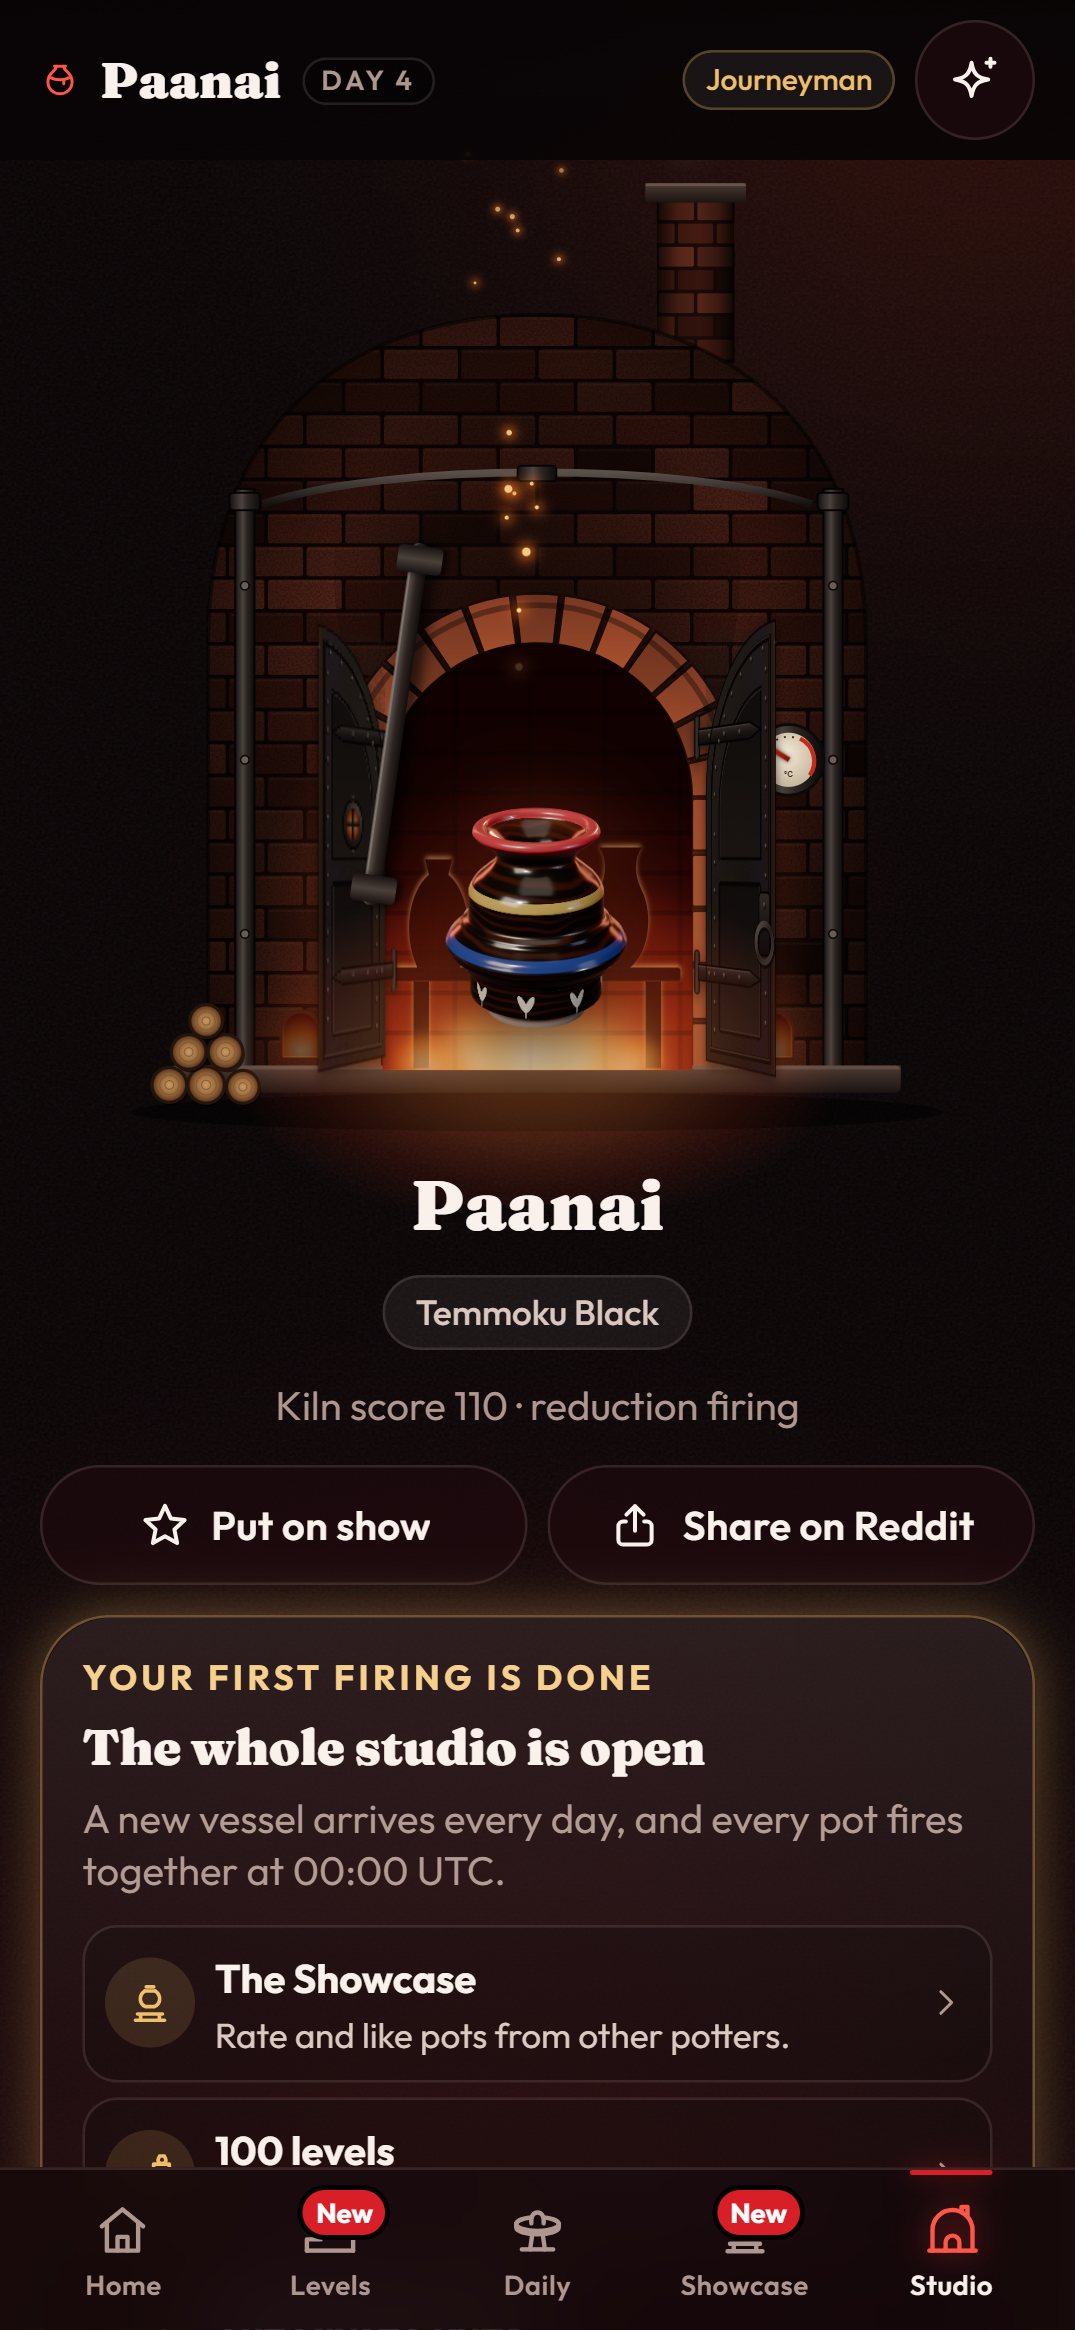 Paanai
DAY 4
Journeyman
°C
Paanai
Temmoku Black
Kiln score 110 · reduction firing
Put on show
Share on Reddit
YOUR FIRST FIRING IS DONE
The whole studio is open
A new vessel arrives every day, and every pot fires
together at 00:00 UTC.
The Showcase
Rate and like pots from other potters.
100 levels
New
New
Home
Levels
Daily
Showcase
Studio